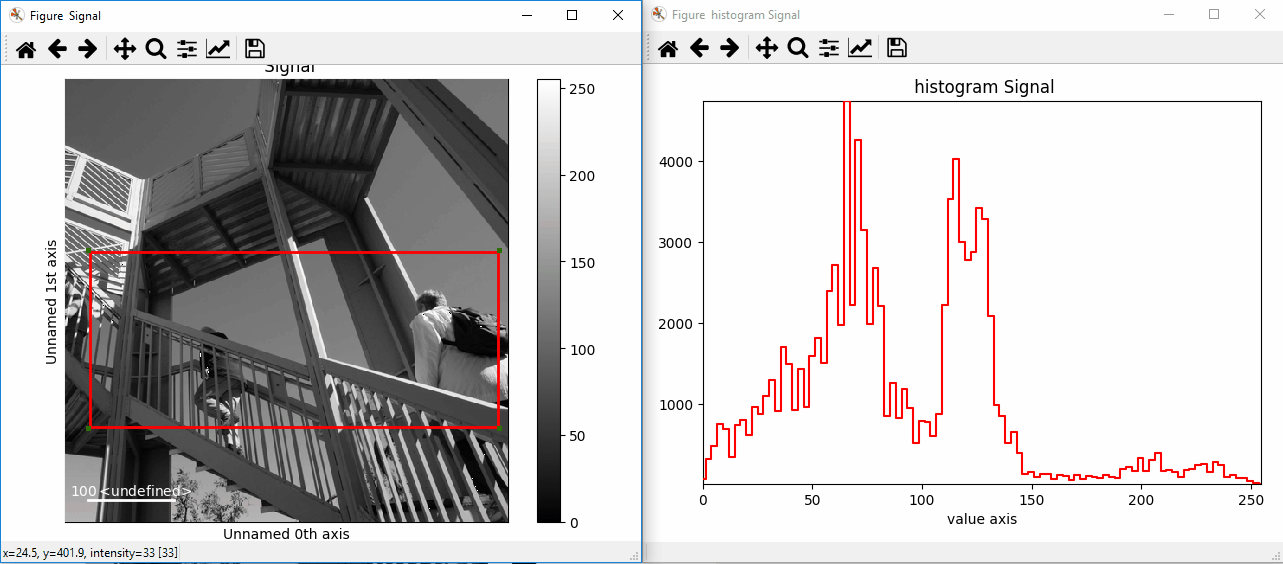 Figure Signal
Signal
250
200
150
100
50
0
Unnamed 1st axis
100 <undefined>
Unnamed 0th axis
x=24.5, y=401.9, intensity=33 [33]
Figure histogram Signal
histogram Signal
4000
3000
2000
1000
0 50 100 150 200 250
value axis